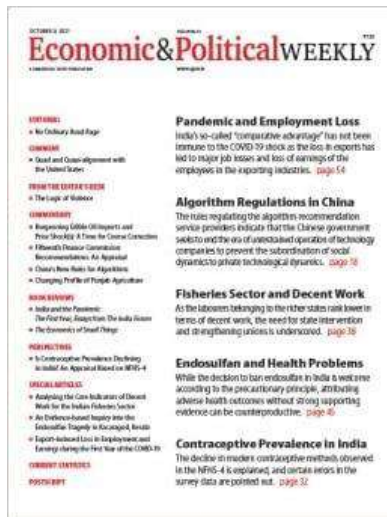 OCTOBER 9, 2021
Economic&PoliticalWEEKLY
EDITORIAL
No Ordinary Road Rage
COMMENT
Quad and Quasi-alignment with
the United States
FROM THE EDITOR'S DESK
The Logic of Violence
COMMENTARY
Burgeoning Edible Oil Imports and
Price Shock(s): A Time for Course Correction
Fifteenth Finance Commission
Recommendations: An Appraisal
China's New Rules for Algorithms
Changing Profile of Punjab Agriculture
BOOK REVIEWS
India and the Pandemic:
The First Year, Essays from The India Forum
The Economics of Small Things
PERSPECTIVES
Is Contraceptive Prevalence Declining
in India? An Appraisal Based on NFHS-4
SPECIAL ARTICLES
Analysing the Core Indicators of Decent
Work for the Indian Fisheries Sector
An Evidence-based Inquiry into the
Endosulfan Tragedy in Kasaragod, Kerala
Export-induced Loss in Employment and
Earnings during the First Year of the COVID-19
CURRENT STATISTICS
POSTSCRIPT
Pandemic and Employment Loss
India's so-called "comparative advantage" has not been
immune to the COVID-19 shock as the loss in exports has
led to major job losses and loss of earnings of the
employees in the exporting industries. page 54
Algorithm Regulations in China
The rules regulating the algorithm recommendation
service providers indicate that the Chinese government
seeks to end the era of unrestrained operation of technology
companies to prevent the subordination of social
dynamics to private technological dynamics. page 18
Fisheries Sector and Decent Work
As the labourers belonging to the richer states rank lower in
terms of decent work, the need for state intervention
and strengthening unions is underscored. page 38
Endosulfan and Health Problems
While the decision to ban endosulfan in India is welcome
according to the precautionary principle, attributing
adverse health outcomes without strong supporting
evidence can be counterproductive. page 45
Contraceptive Prevalence in India
The decline in modern contraceptive methods observed
in the NFHS-4 is explained, and certain errors in the
survey data are pointed out. page 32